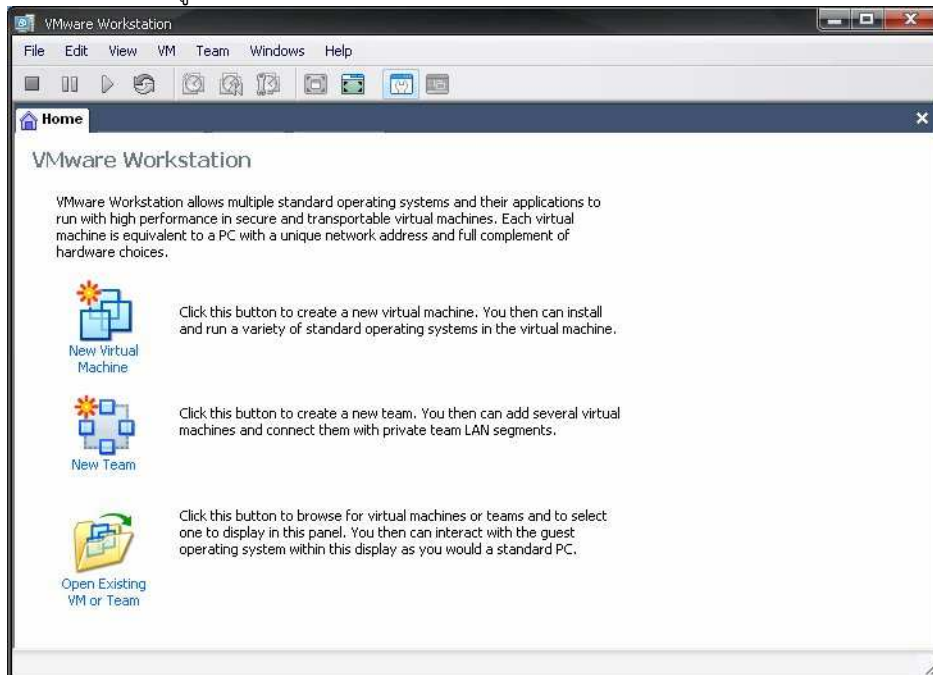 VMware Workstation
File Edit View VM Team Windows Help
Home
VMware Workstation
VMware Workstation allows multiple standard operating systems and their applications to
run with high performance in secure and transportable virtual machines. Each virtual
machine is equivalent to a PC with a unique network address and full complement of
hardware choices.
New Virtual
Machine
Click this button to create a new virtual machine. You then can install
and run a variety of standard operating systems in the virtual machine.
New Team
Click this button to create a new team. You then can add several virtual
machines and connect them with private team LAN segments.
Open Existing
VM or Team
Click this button to browse for virtual machines or teams and to select
one to display in this panel. You then can interact with the guest
operating system within this display as you would a standard PC.